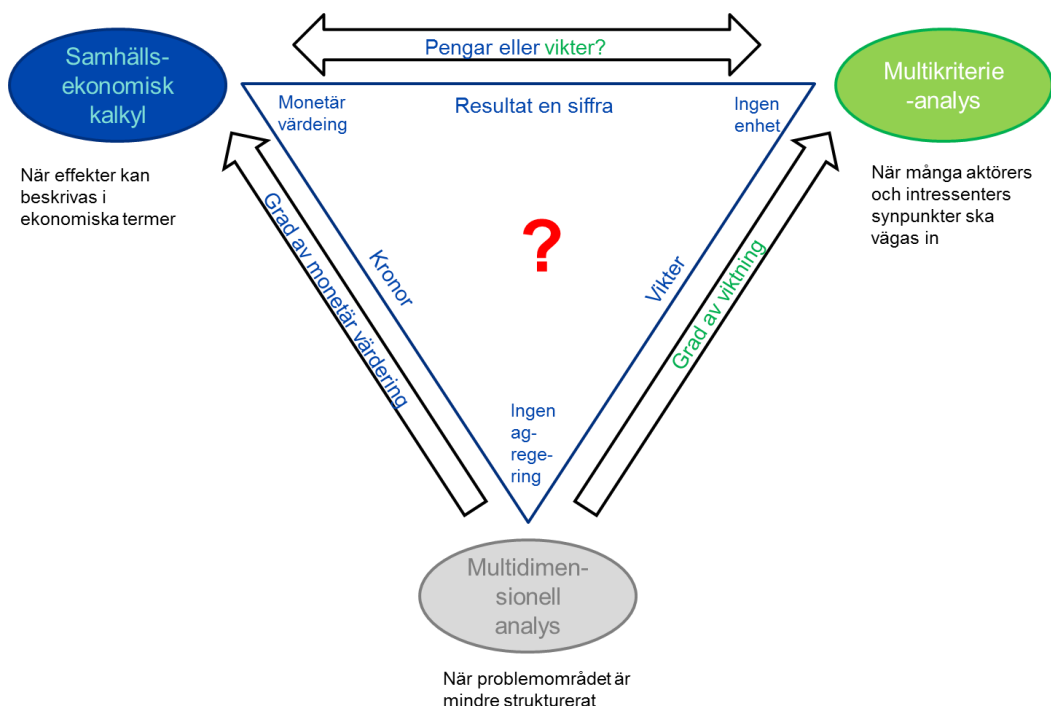 Pengar eller vikter?
Samhälls-
ekonomisk
kalkyl
Multikriterie
-analys
Monetär
värdeing
Resultat en siffra
Ingen
enhet
När effekter kan
beskrivas i
ekonomiska termer
När många aktörers
och intressenters
synpunkter ska
vägas in
Grad av monetär värdering
Kronor
?
Vikter
Grad av viktning
Ingen
ag-
rege-
ring
Multidimen-
sionell
analys
När problemområdet är
mindre strukturerat